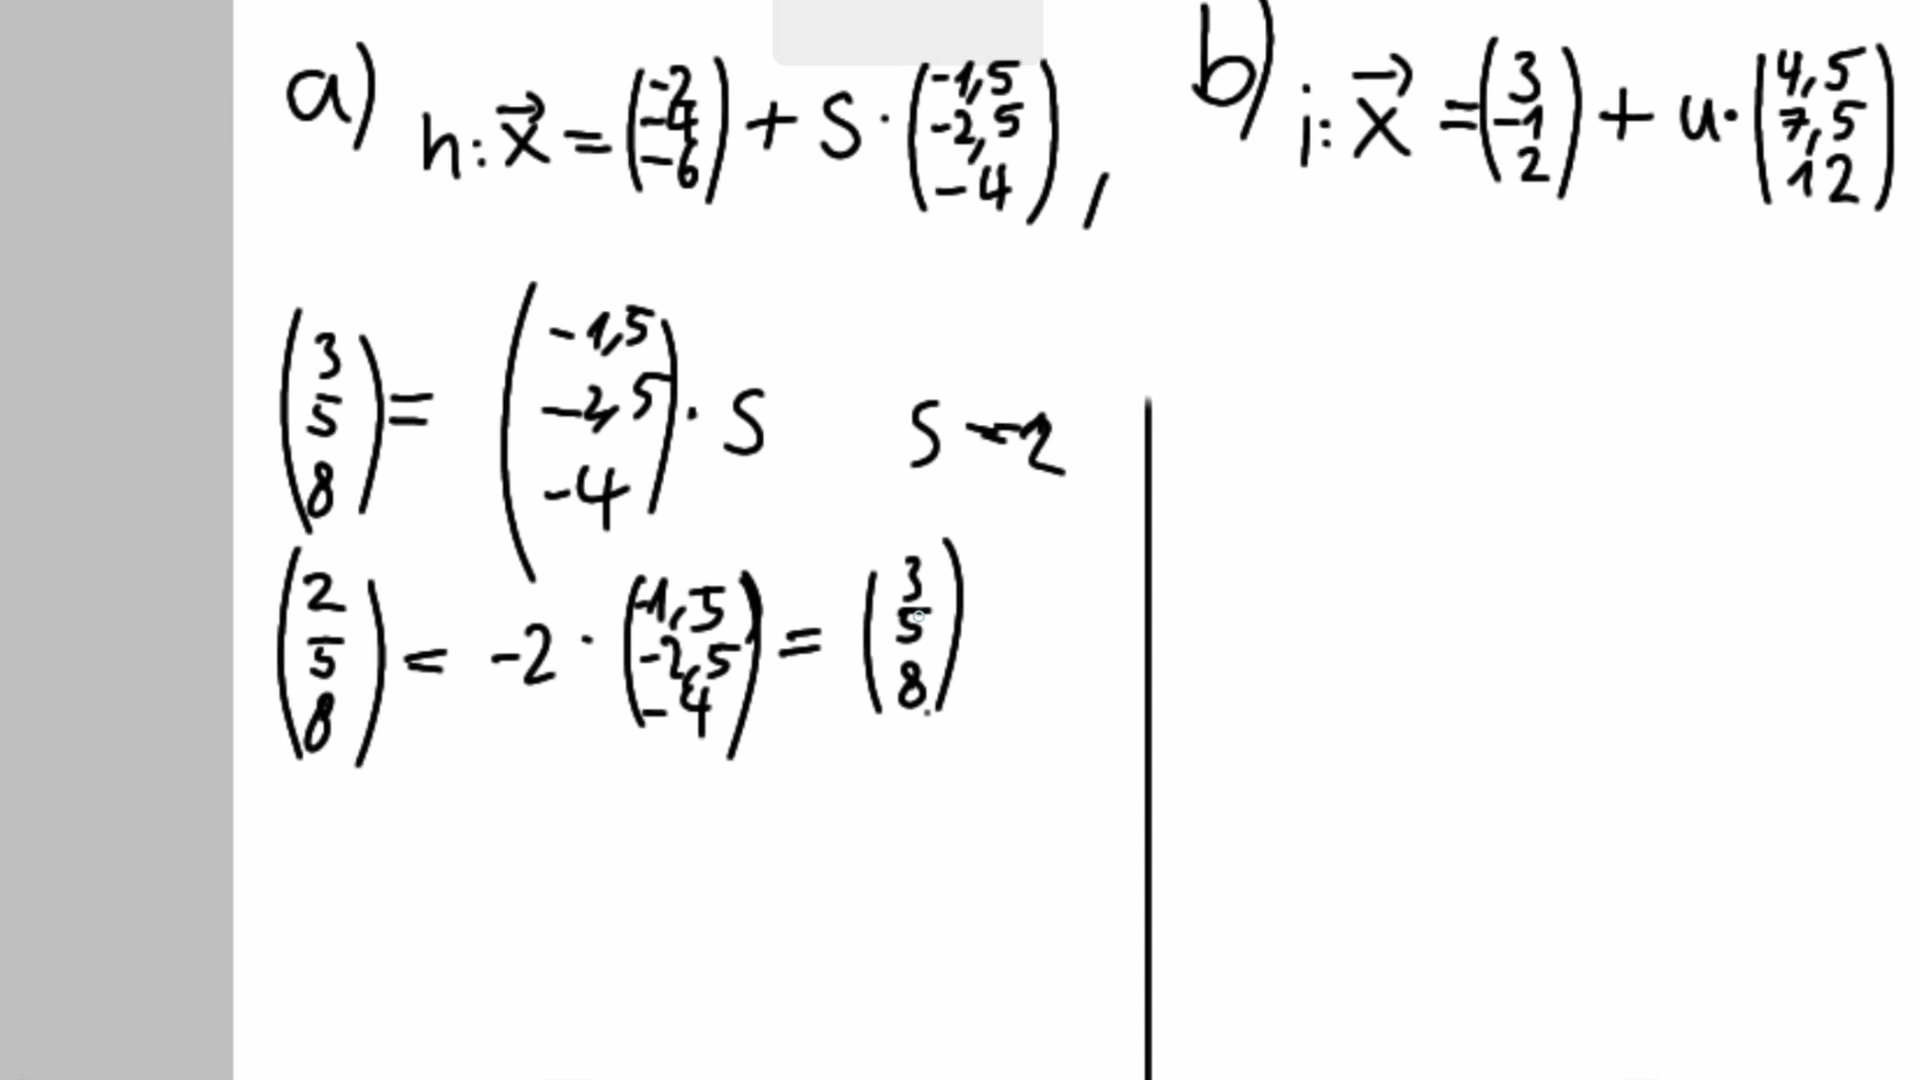 a) h: x⃗ = (-2 -4 -6) + S · (-1,5 -2,5 -4) ,
b) i: x⃗ = (3 -1 2) + u · (4,5 7,5 12)
(3 5 8) = (-1,5 -2,5 -4) · S S = -2
(2 5 8) = -2 · (-1,5 -2,5 -4) = (3 5 8)